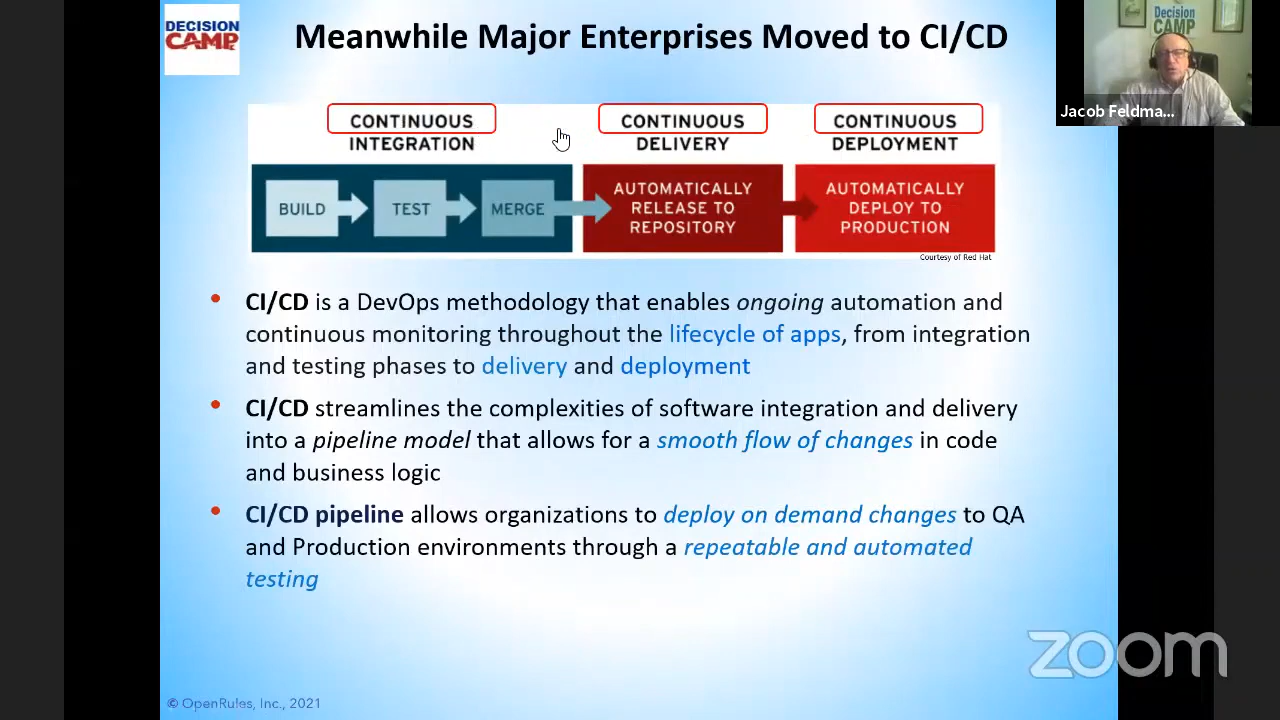 DECISION
CAMP
Meanwhile Major Enterprises Moved to CI/CD
Decision
CAMP
Jacob Feldma...
CONTINUOUS
INTEGRATION
CONTINUOUS
DELIVERY
CONTINUOUS
DEPLOYMENT
BUILD
TEST
MERGE
AUTOMATICALLY
RELEASE TO
REPOSITORY
AUTOMATICALLY
DEPLOY TO
PRODUCTION
Courtesy of Red Hat
• CI/CD is a DevOps methodology that enables ongoing automation and
continuous monitoring throughout the lifecycle of apps, from integration
and testing phases to delivery and deployment
• CI/CD streamlines the complexities of software integration and delivery
into a pipeline model that allows for a smooth flow of changes in code
and business logic
• CI/CD pipeline allows organizations to deploy on demand changes to QA
and Production environments through a repeatable and automated
testing
zoom
© OpenRules, Inc., 2021